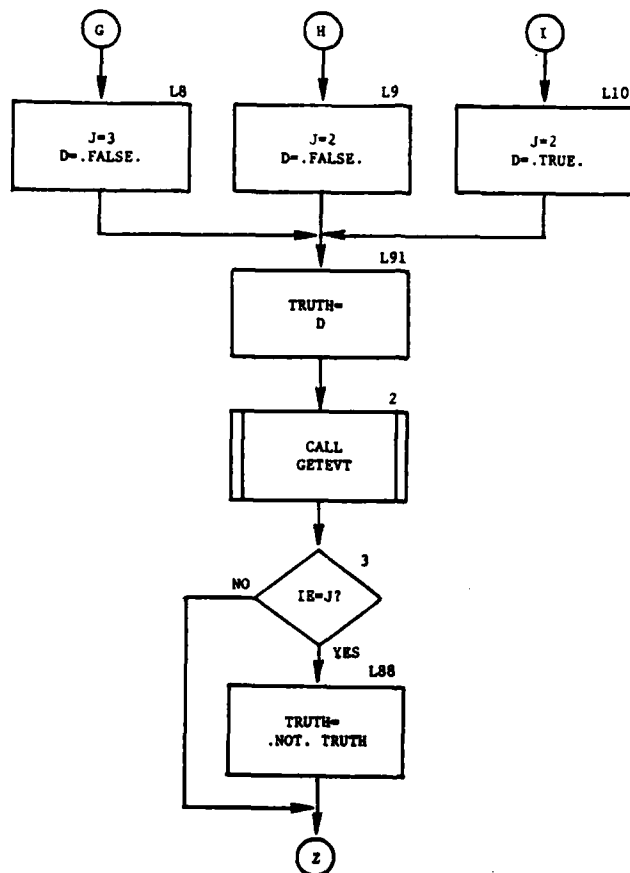 G
H
I
L8
L9
L10
J=3
D=.FALSE.
J=2
D=.FALSE.
J=2
D=.TRUE.
L91
TRUTH=
D
2
CALL
GETEVT
3
NO
IE=J?
YES
L88
TRUTH=
.NOT. TRUTH
Z